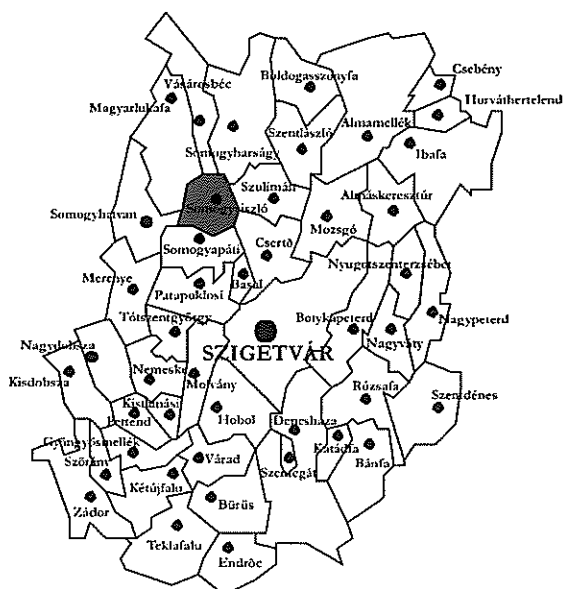 Csebény
Vásárosbéc
Boldogasszonyfa
Magyarlukafa
Horváthertelend
Almamellék
Somogyhárságy
Szentlászló
Ibafa
Szulimán
Almáskeresztúr
Somogyviszló
Somogyhatvan
Mozsgó
Somogyapáti
Csertő
Nyugotszenterzsébet
Basal
Merenye
Patapoklosi
Tótszentgyörgy
Botykapeterd
Nagypeterd
Nagyváty
SZIGETVÁR
Nagydobsza
Kisdobsza
Nemeske
Molvány
Rózsafa
Szentdénes
Kistamási
Pettend
Hobol
Dencsháza
Gyöngyösmellék
Katádfa
Szörény
Várad
Szentegát
Bánfa
Kétújfalu
Zádor
Bürüs
Teklafalu
Endrőc